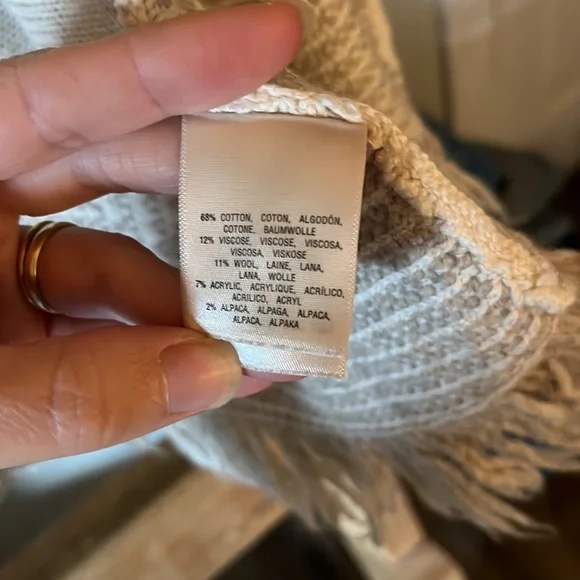 68% COTTON, COTON, ALGODÓN,
COTONE, BAUMWOLLE
12% VISCOSE, VISCOSE, VISCOSA,
VISCOSA, VISKOSE
11% WOOL, LAINE, LANA,
LANA, WOLLE
7% ACRYLIC, ACRYLIQUE, ACRÍLICO,
ACRILICO, ACRYL
2% ALPACA, ALPAGA, ALPACA,
ALPACA, ALPAKA